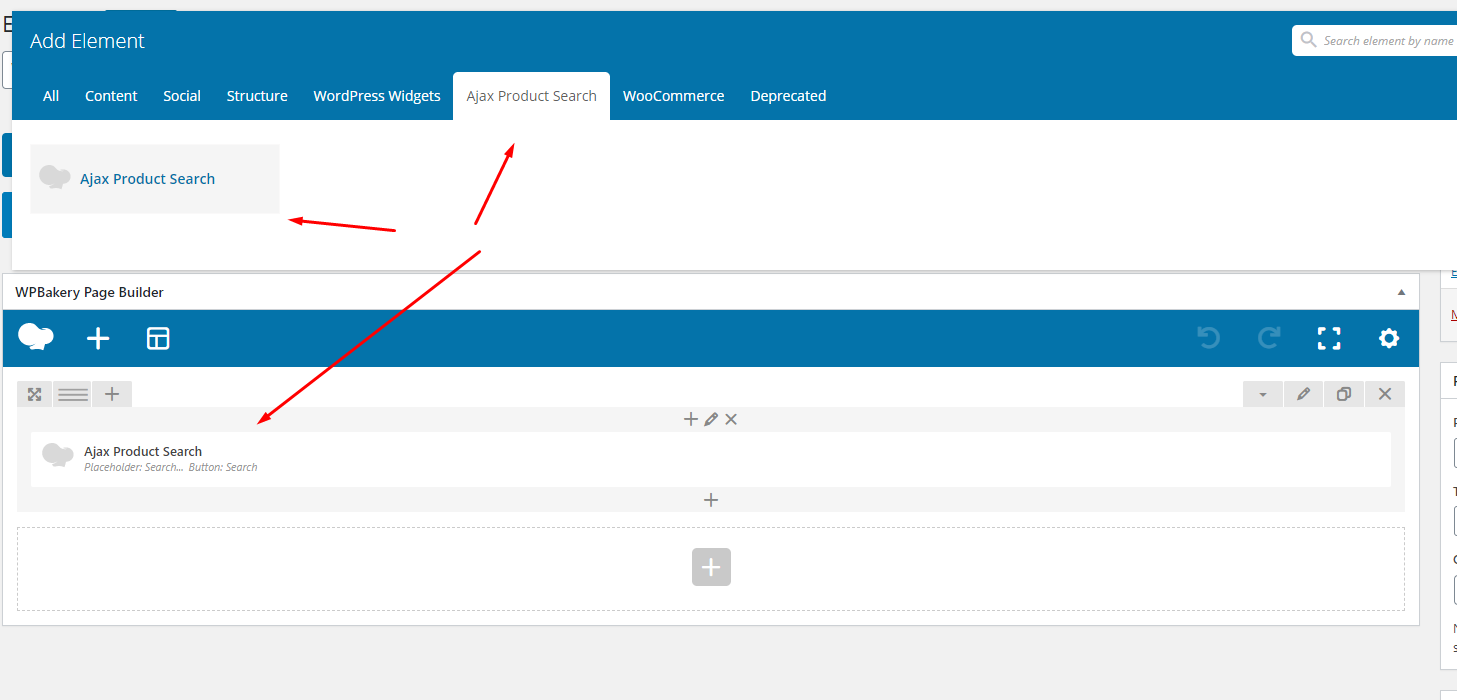 Add Element
Search element by name
All Content Social Structure WordPress Widgets Ajax Product Search WooCommerce Deprecated
Ajax Product Search
WPBakery Page Builder
Ajax Product Search
Placeholder: Search... Button: Search